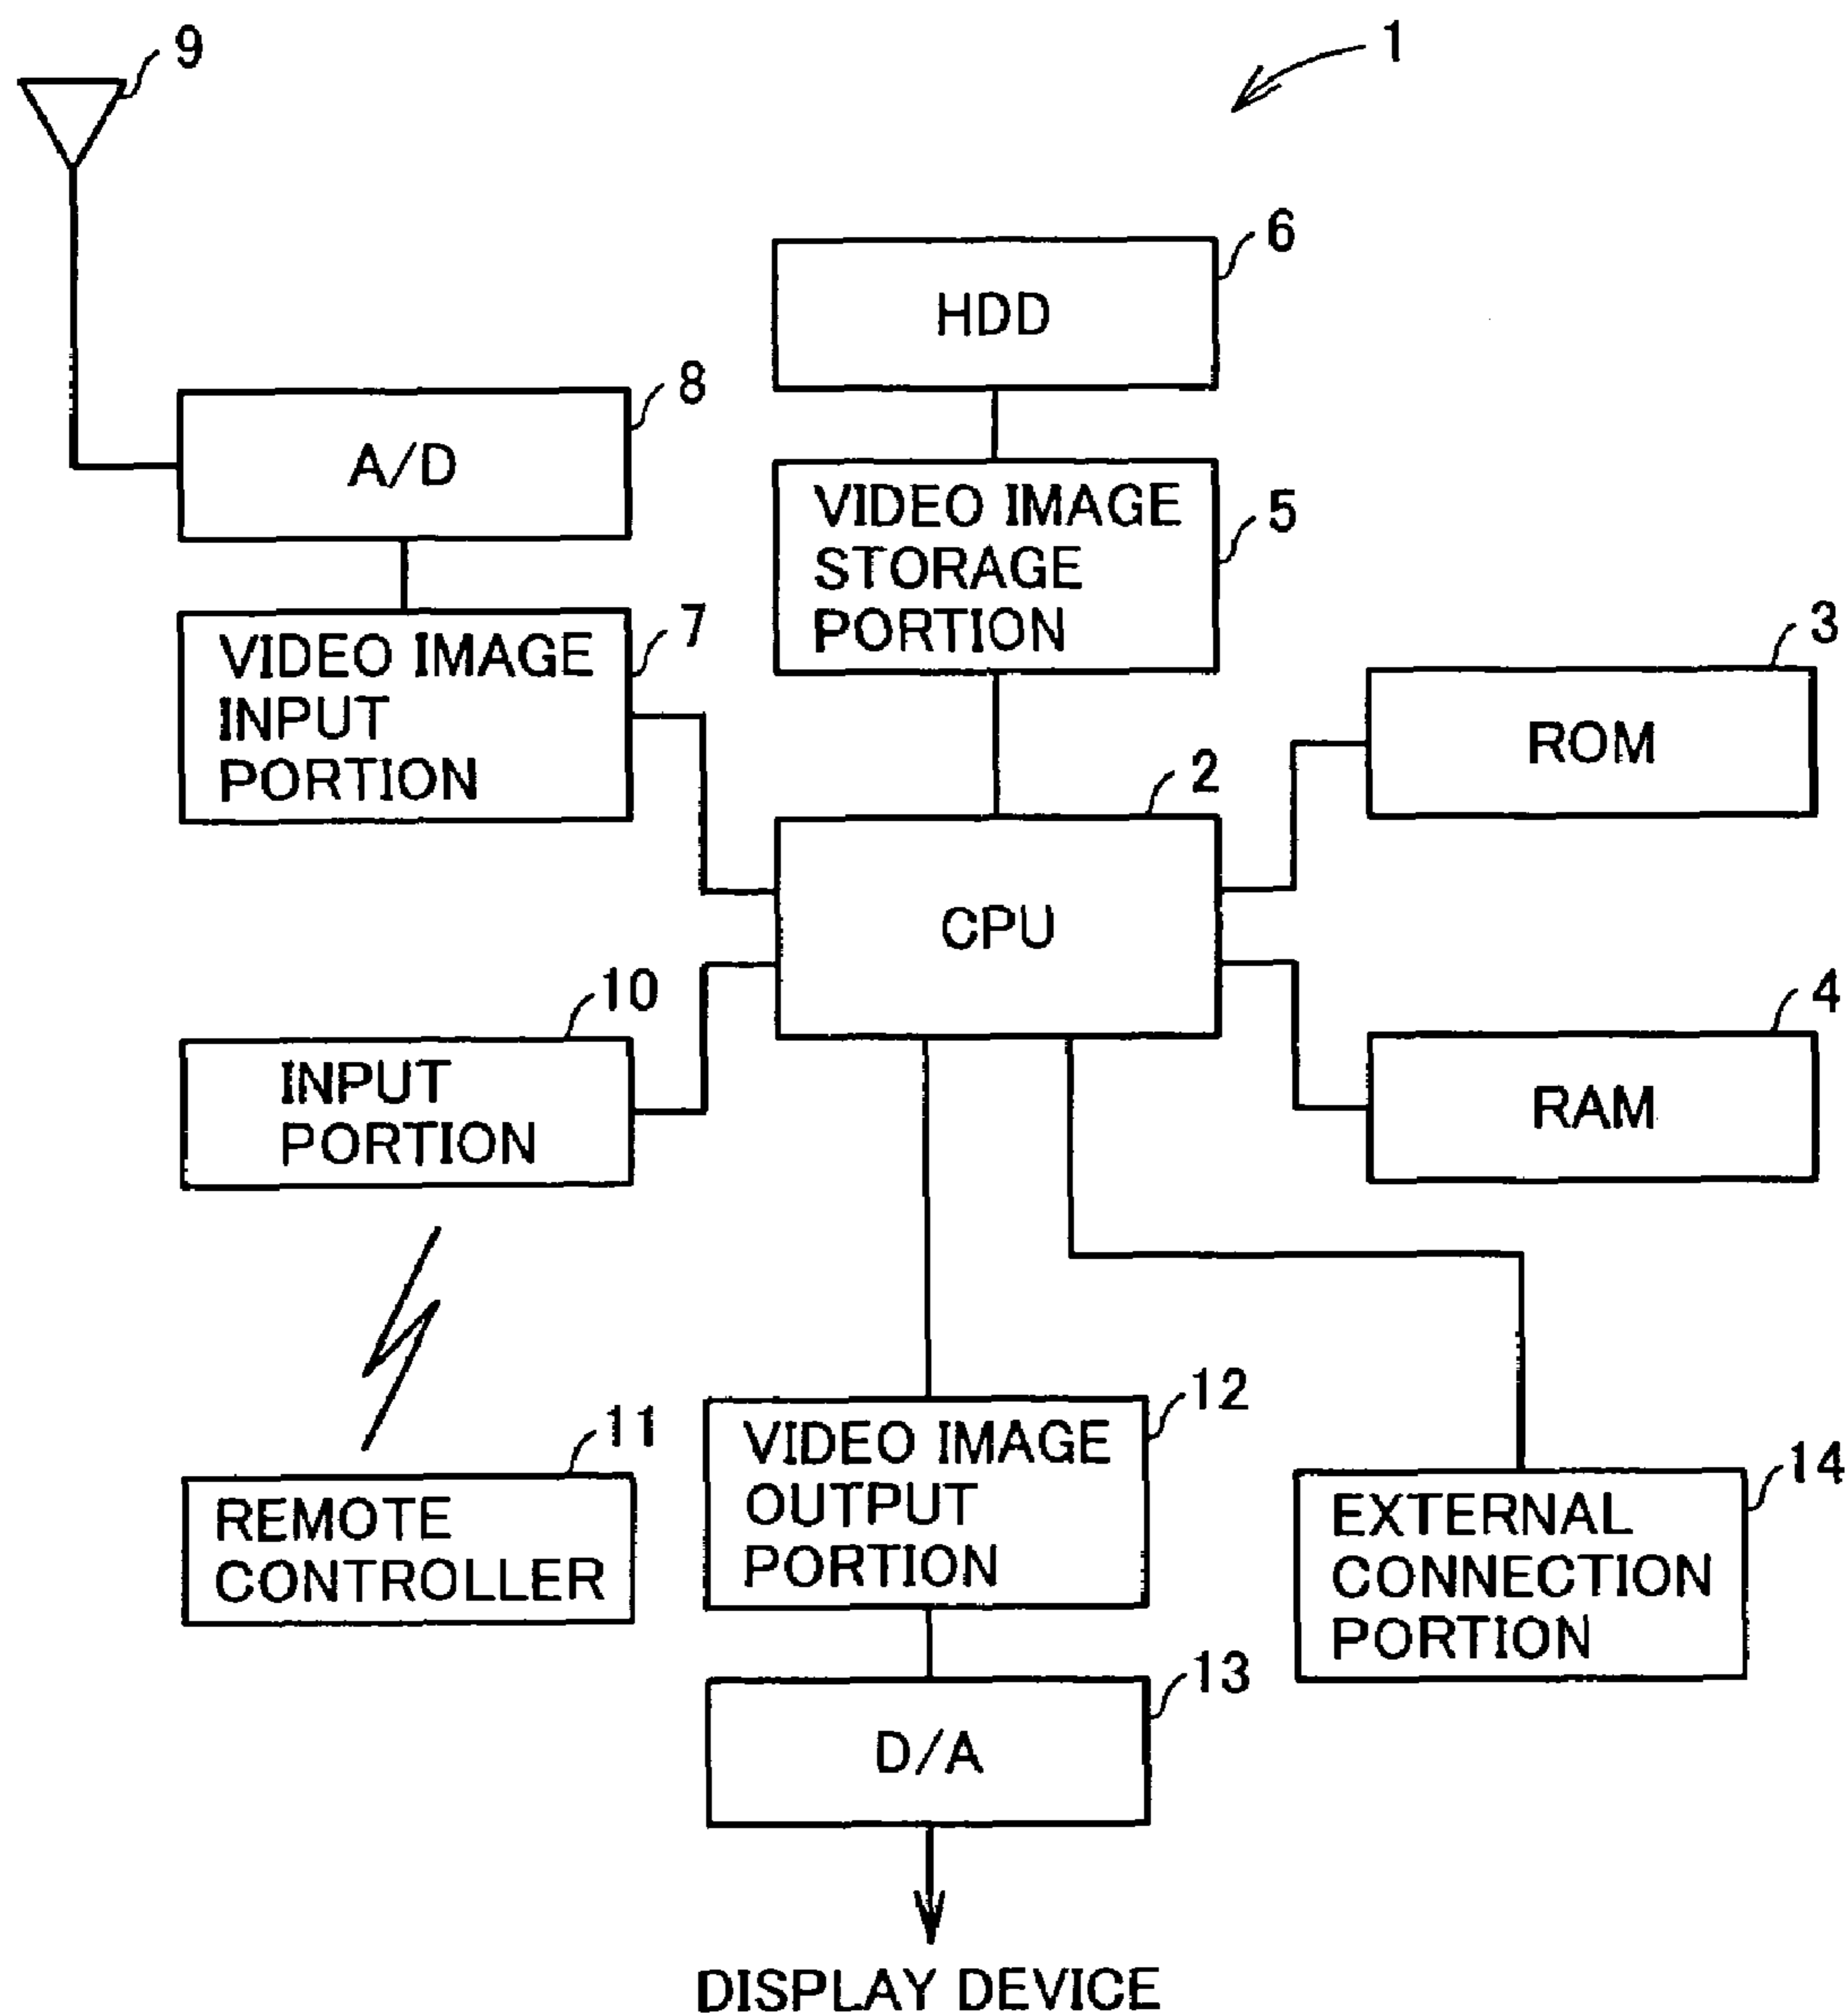 1
9
6
HDD
8
A/D
5
VIDEO IMAGE
STORAGE
PORTION
7
VIDEO IMAGE
INPUT
PORTION
3
ROM
2
CPU
10
INPUT
PORTION
4
RAM
12
VIDEO IMAGE
OUTPUT
PORTION
11
REMOTE
CONTROLLER
14
EXTERNAL
CONNECTION
PORTION
13
D/A
DISPLAY DEVICE